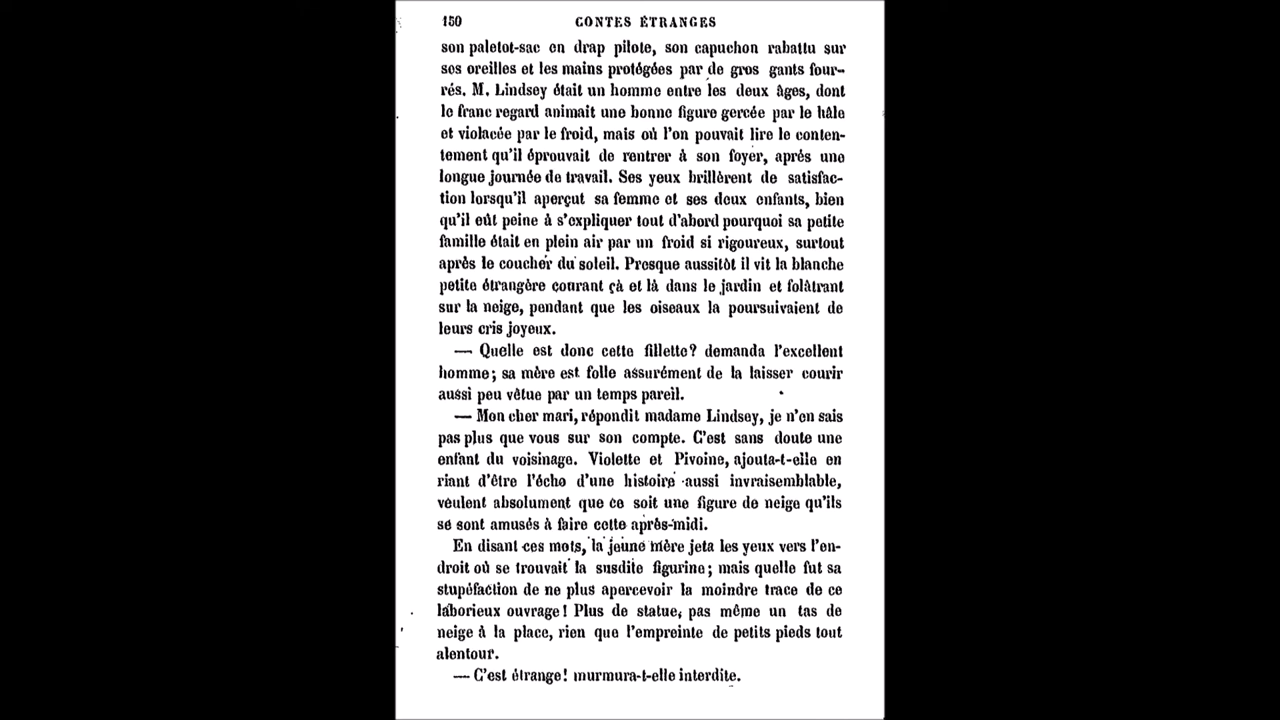 150 CONTES ÉTRANGES
son paletot-sac en drap pilote, son capuchon rabattu sur
ses oreilles et les mains protégées par de gros gants four-
rés. M. Lindsey était un homme entre les deux âges, dont
le franc regard animait une bonne figure gercée par le hâle
et violacée par le froid, mais où l'on pouvait lire le conten-
tement qu'il éprouvait de rentrer à son foyer, après une
longue journée de travail. Ses yeux brillèrent de satisfac-
tion lorsqu'il aperçut sa femme et ses deux enfants, bien
qu'il eût peine à s'expliquer tout d'abord pourquoi sa petite
famille était en plein air par un froid si rigoureux, surtout
après le coucher du soleil. Presque aussitôt il vit la blanche
petite étrangère courant çà et là dans le jardin et folâtrant
sur la neige, pendant que les oiseaux la poursuivaient de
leurs cris joyeux.
— Quelle est donc cette fillette? demanda l'excellent
homme; sa mère est folle assurément de la laisser courir
aussi peu vêtue par un temps pareil.
— Mon cher mari, répondit madame Lindsey, je n'en sais
pas plus que vous sur son compte. C'est sans doute une
enfant du voisinage. Violette et Pivoine, ajouta-t-elle en
riant d'être l'écho d'une histoire aussi invraisemblable,
veulent absolument que ce soit une figure de neige qu'ils
se sont amusés à faire cette après-midi.
En disant ces mots, la jeune mère jeta les yeux vers l'en-
droit où se trouvait la susdite figurine; mais quelle fut sa
stupéfaction de ne plus apercevoir la moindre trace de ce
laborieux ouvrage! Plus de statue, pas même un tas de
neige à la place, rien que l'empreinte de petits pieds tout
alentour.
— C'est étrange! murmura-t-elle interdite.